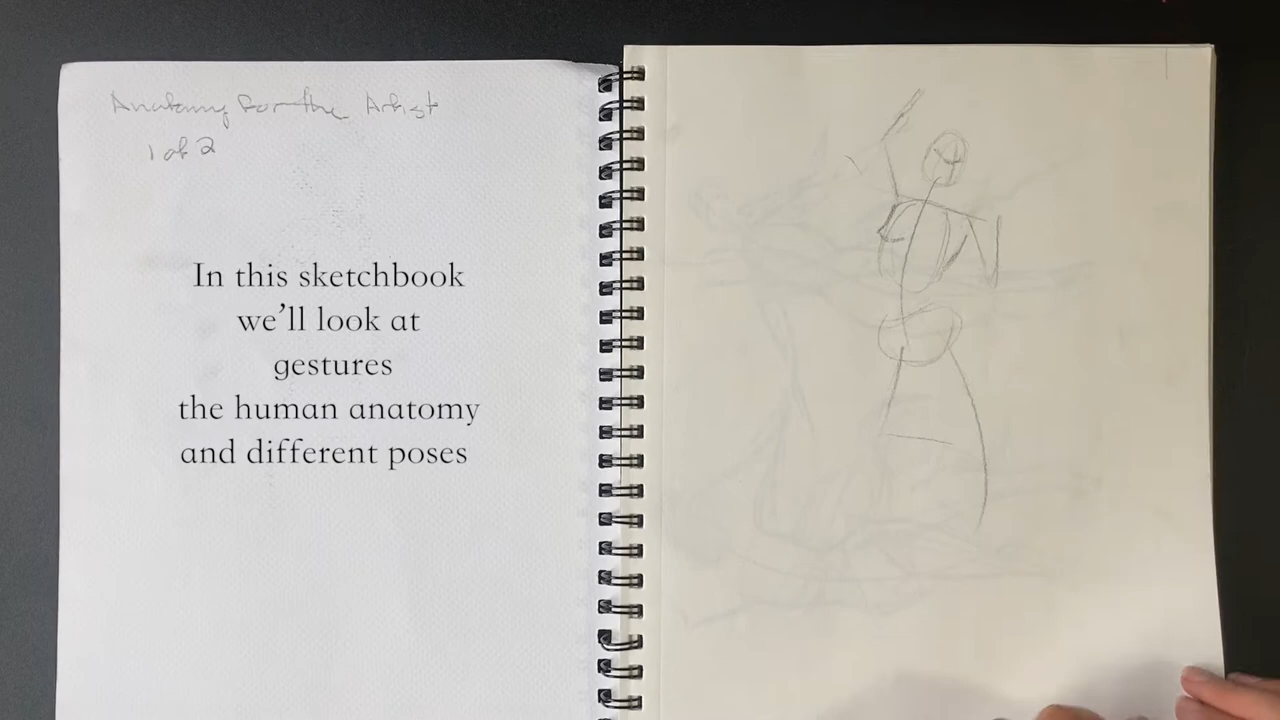 Anatomy for the Artist
1 of 2
In this sketchbook
we'll look at
gestures
the human anatomy
and different poses